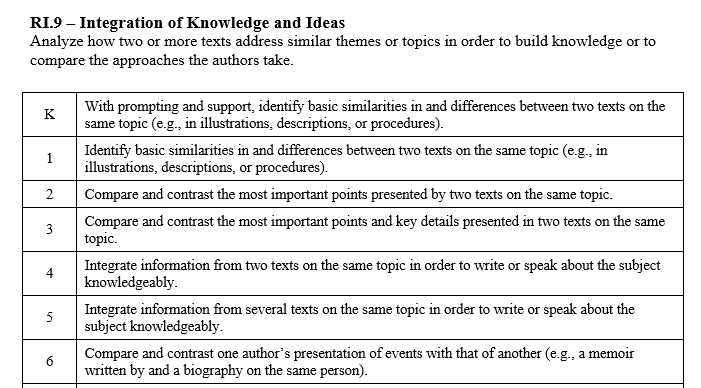 RI.9 – Integration of Knowledge and Ideas
Analyze how two or more texts address similar themes or topics in order to build knowledge or to
compare the approaches the authors take.
K
With prompting and support, identify basic similarities in and differences between two texts on the
same topic (e.g., in illustrations, descriptions, or procedures).
1
Identify basic similarities in and differences between two texts on the same topic (e.g., in
illustrations, descriptions, or procedures).
2
Compare and contrast the most important points presented by two texts on the same topic.
3
Compare and contrast the most important points and key details presented in two texts on the same
topic.
4
Integrate information from two texts on the same topic in order to write or speak about the subject
knowledgeably.
5
Integrate information from several texts on the same topic in order to write or speak about the
subject knowledgeably.
6
Compare and contrast one author’s presentation of events with that of another (e.g., a memoir
written by and a biography on the same person).